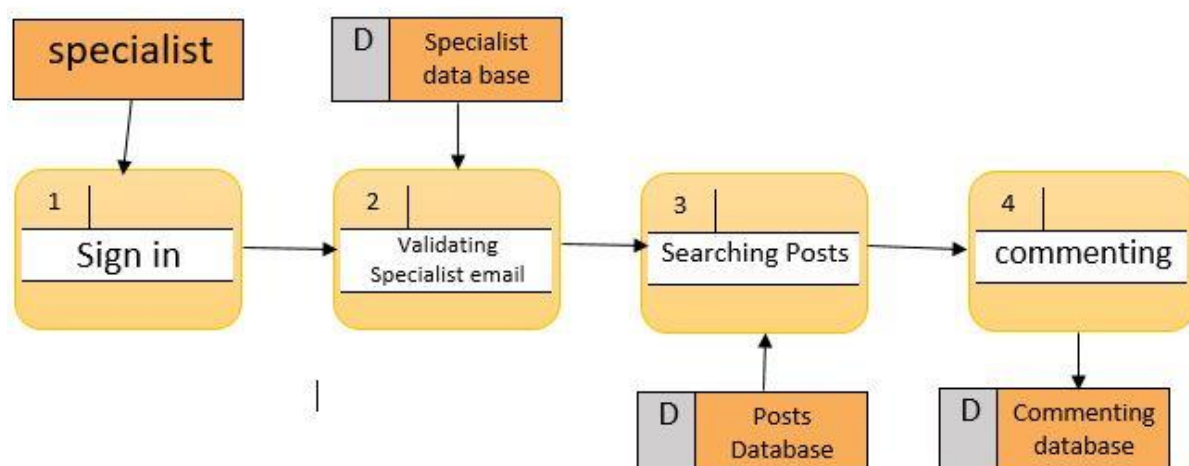 specialist
D
Specialist
data base
1
Sign in
2
Validating
Specialist email
3
Searching Posts
4
commenting
D
Posts
Database
D
Commenting
database